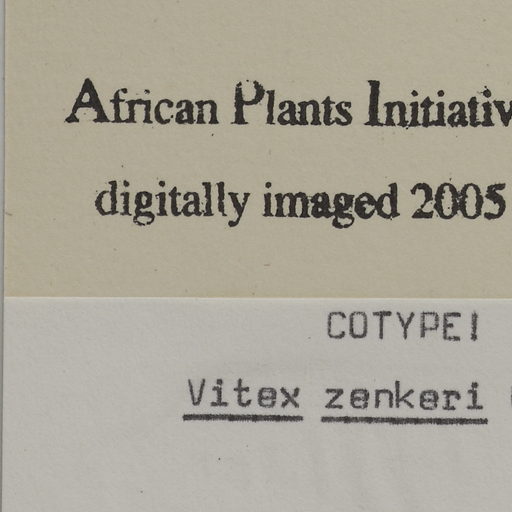 African Plants Initiativ
digitally imaged 2005
COTYPE!
Vitex zenkeri